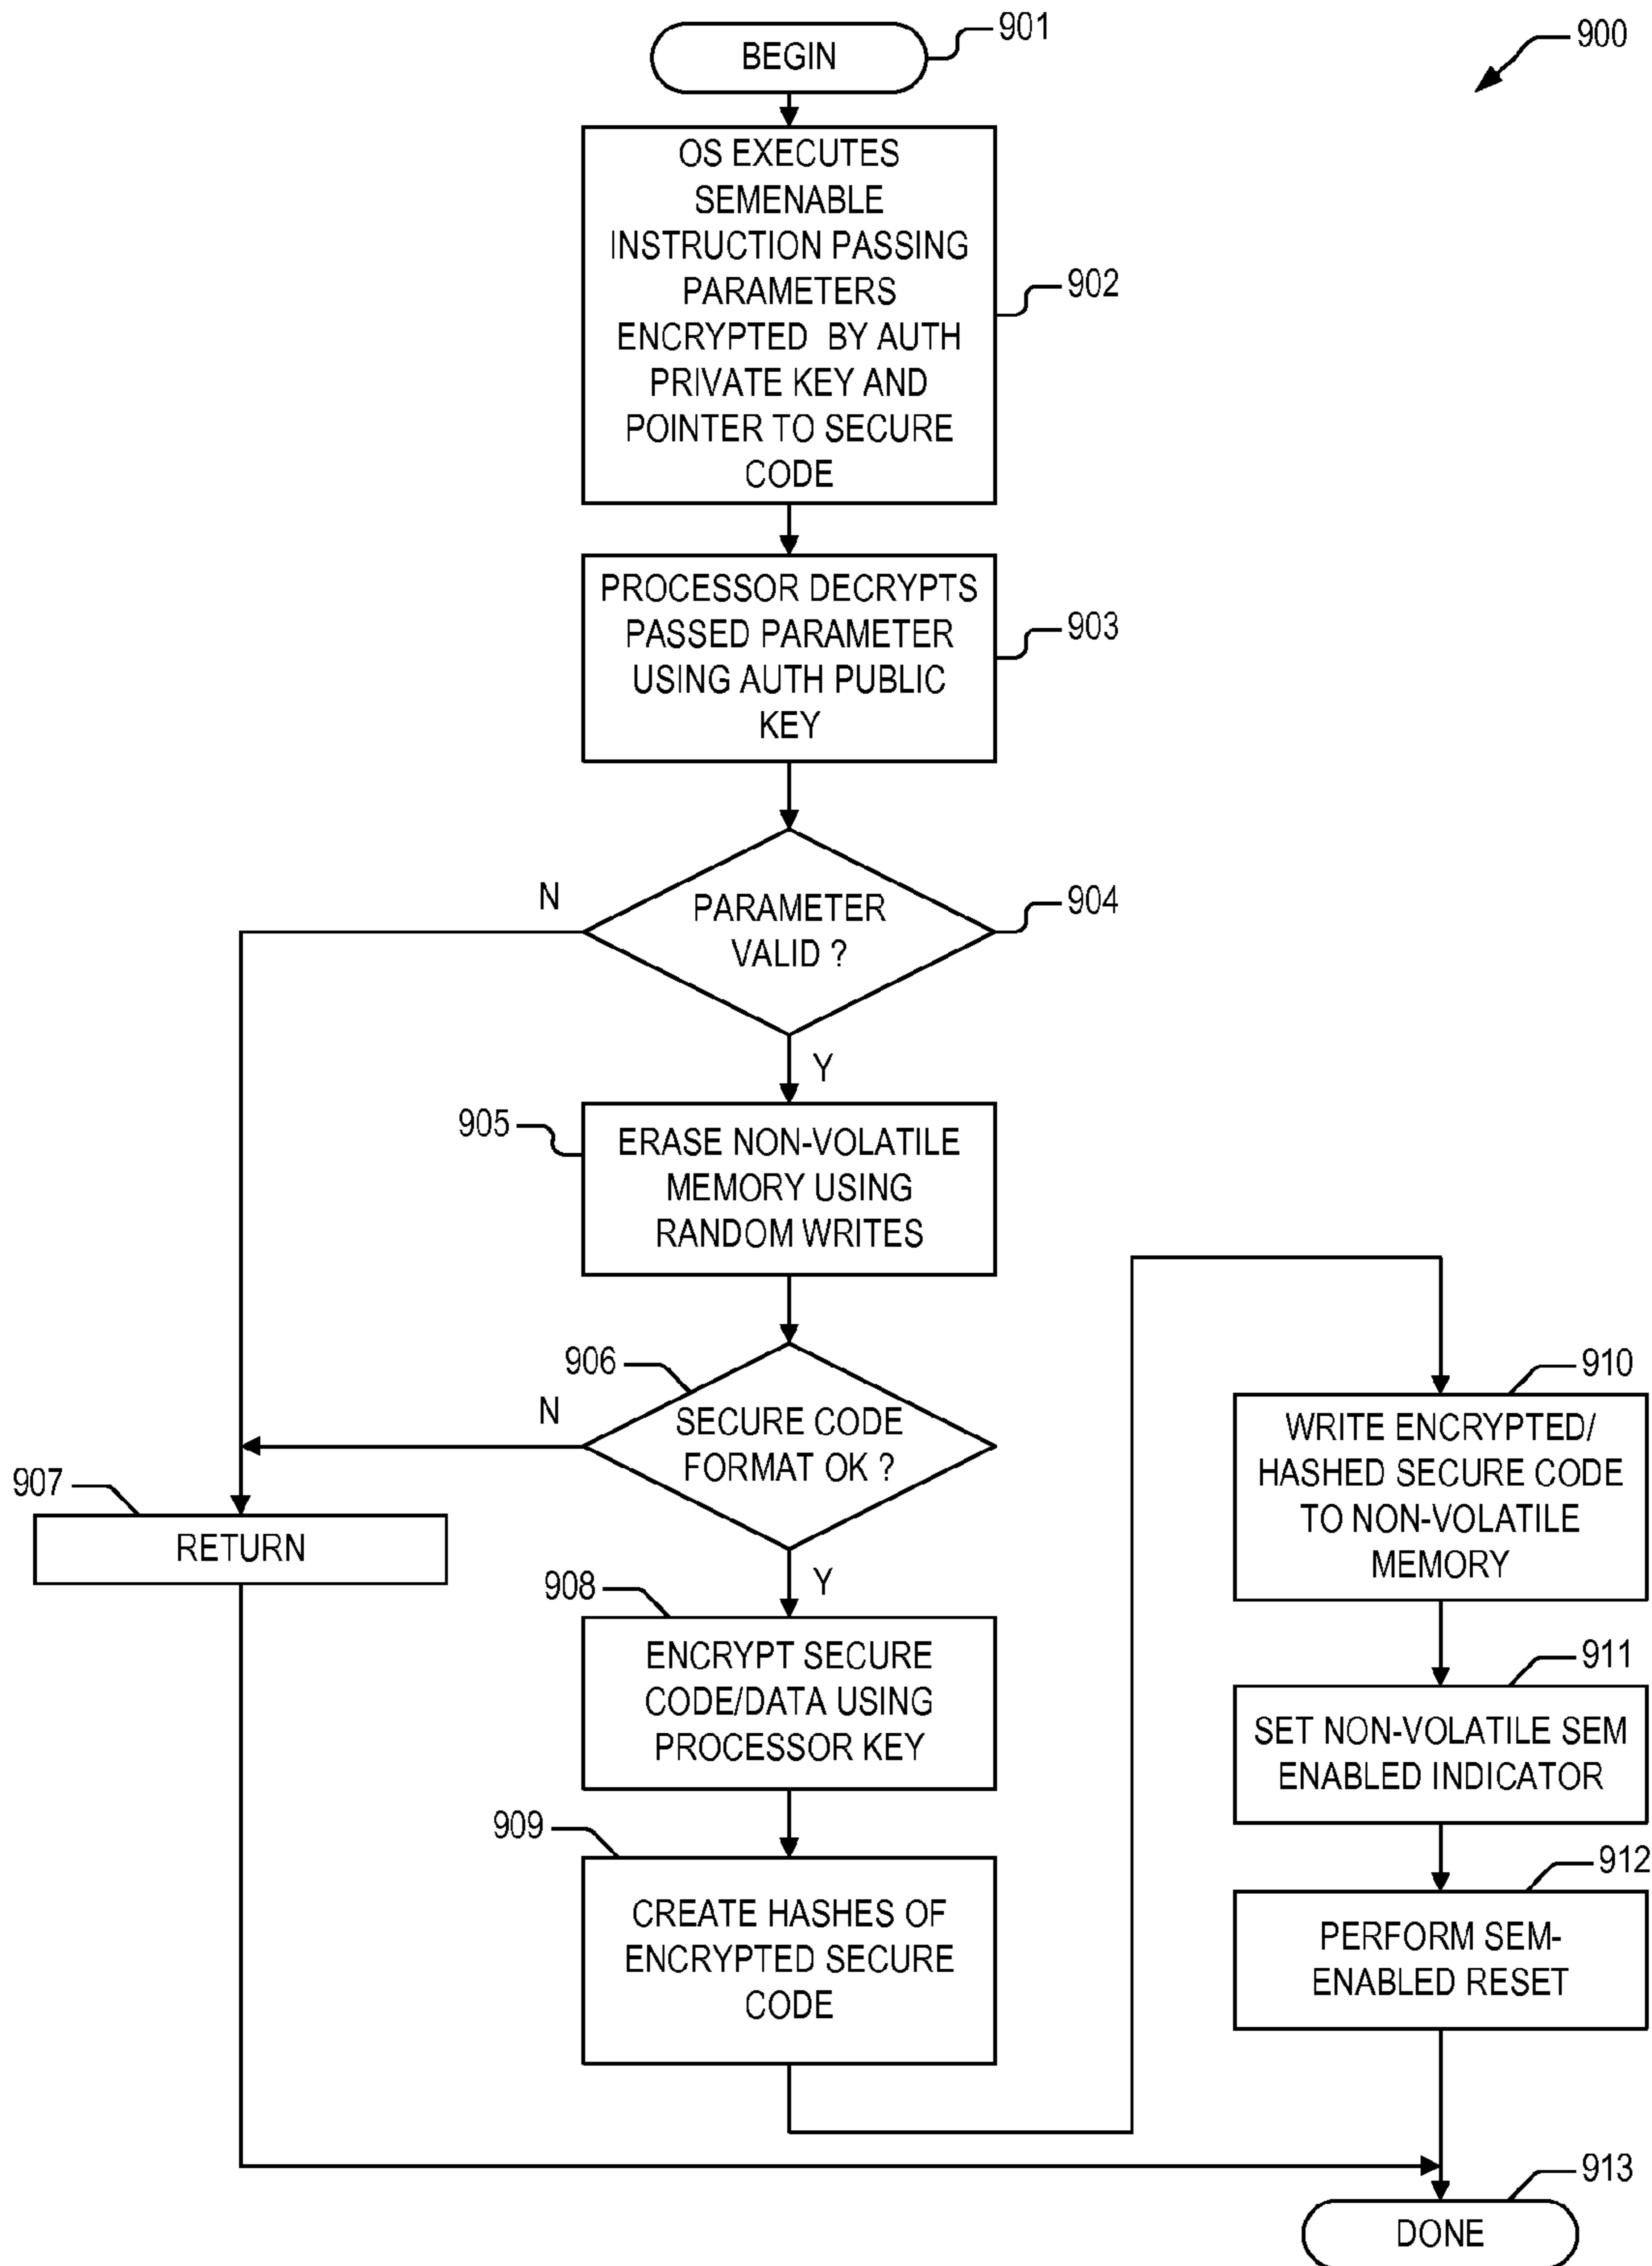 BEGIN
901
900
OS EXECUTES
SEMENABLE
INSTRUCTION PASSING
PARAMETERS
ENCRYPTED BY AUTH
PRIVATE KEY AND
POINTER TO SECURE
CODE
902
PROCESSOR DECRYPTS
PASSED PARAMETER
USING AUTH PUBLIC
KEY
903
N
PARAMETER
VALID ?
904
Y
905
ERASE NON-VOLATILE
MEMORY USING
RANDOM WRITES
906
N
SECURE CODE
FORMAT OK ?
907
RETURN
Y
908
ENCRYPT SECURE
CODE/DATA USING
PROCESSOR KEY
909
CREATE HASHES OF
ENCRYPTED SECURE
CODE
910
WRITE ENCRYPTED/
HASHED SECURE CODE
TO NON-VOLATILE
MEMORY
911
SET NON-VOLATILE SEM
ENABLED INDICATOR
912
PERFORM SEM-
ENABLED RESET
913
DONE